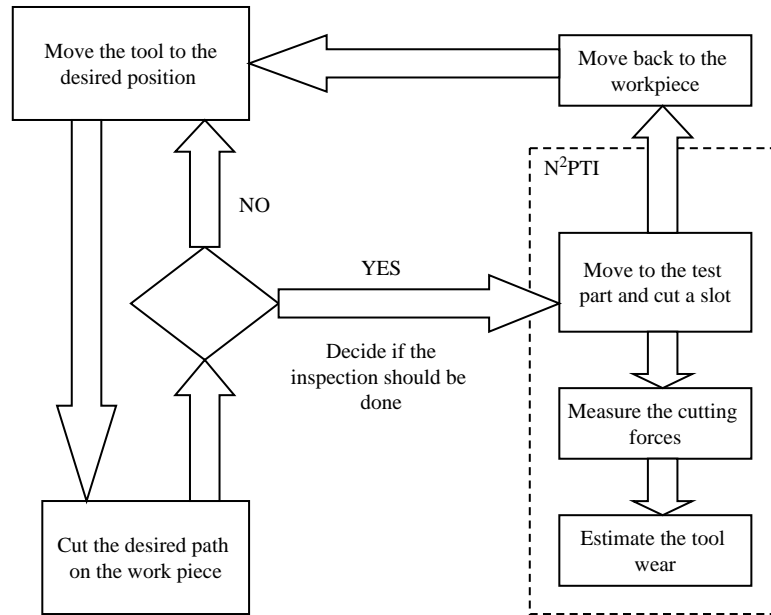 Move the tool to the
desired position
Move back to the
workpiece
N²PTI
NO
YES
Move to the test
part and cut a slot
Decide if the
inspection should be
done
Measure the cutting
forces
Cut the desired path
on the work piece
Estimate the tool
wear